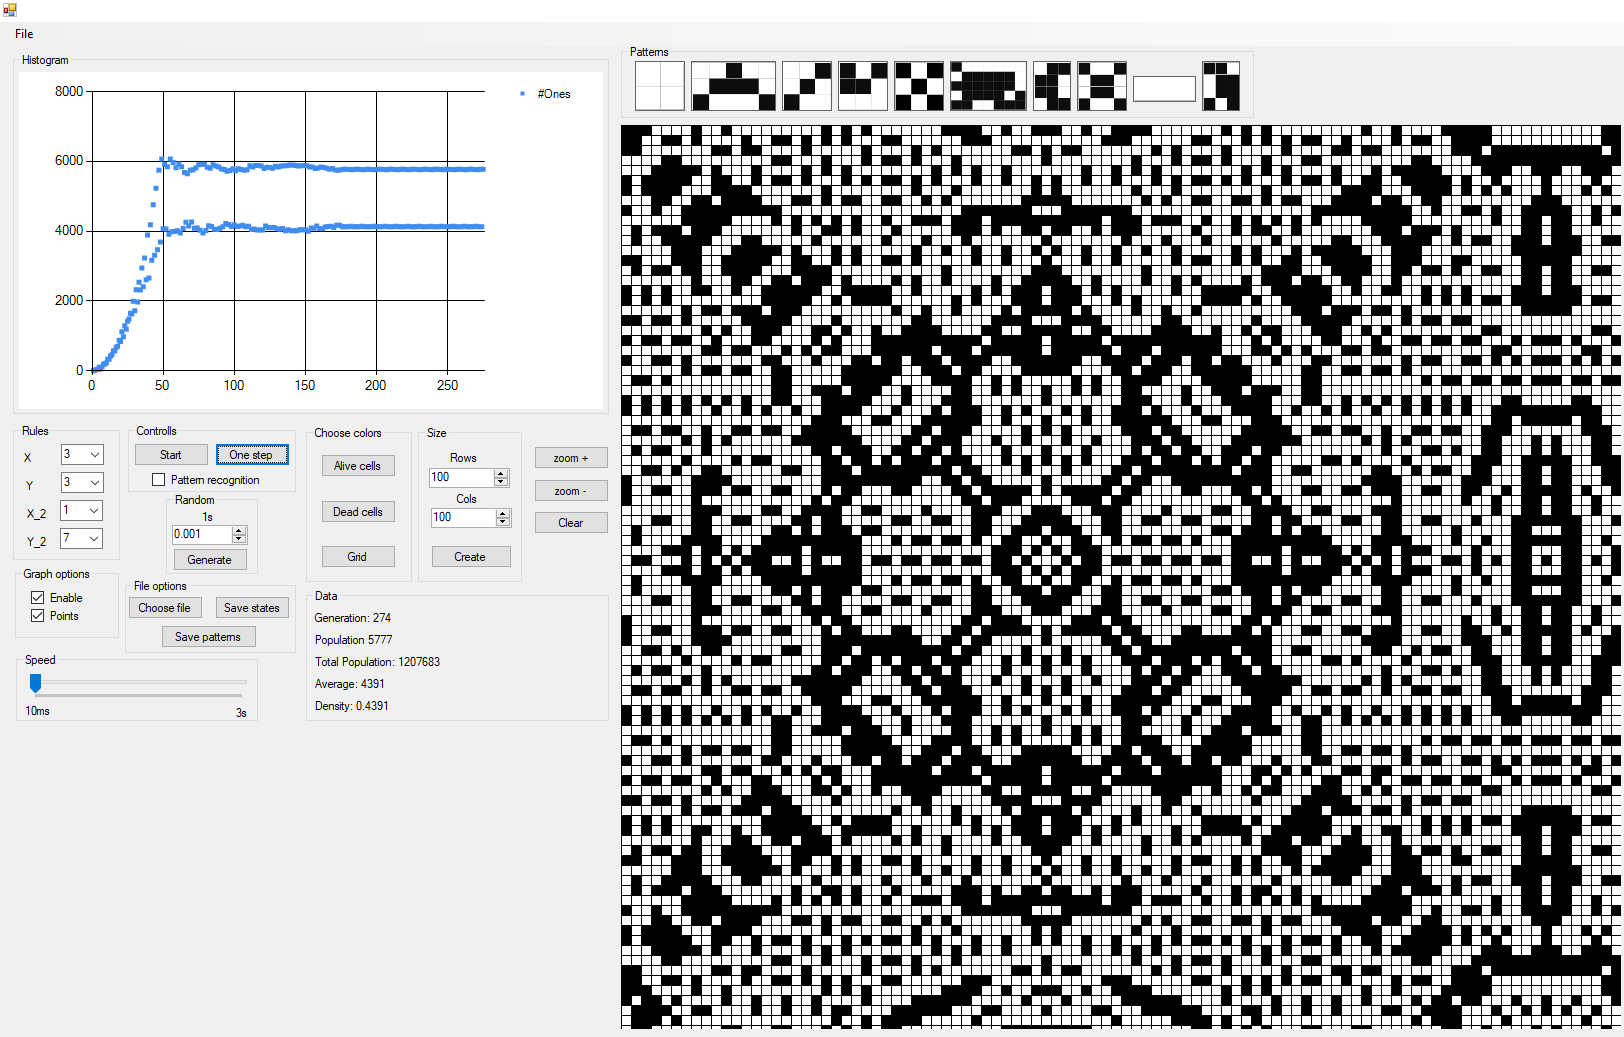 File
Histogram
8000
6000
4000
2000
0
0 50 100 150 200 250
#Ones
Patterns
Rules
X 3
Y 3
X_2 1
Y_2 7
Controlls
Start One step
Pattern recognition
Random
1s
0.001
Generate
Choose colors
Alive cells
Dead cells
Grid
Size
Rows
100
Cols
100
Create
zoom +
zoom -
Clear
Graph options
Enable
Points
File options
Choose file Save states
Save patterns
Speed
10ms 3s
Data
Generation: 274
Population 5777
Total Population: 1207683
Average: 4391
Density: 0.4391